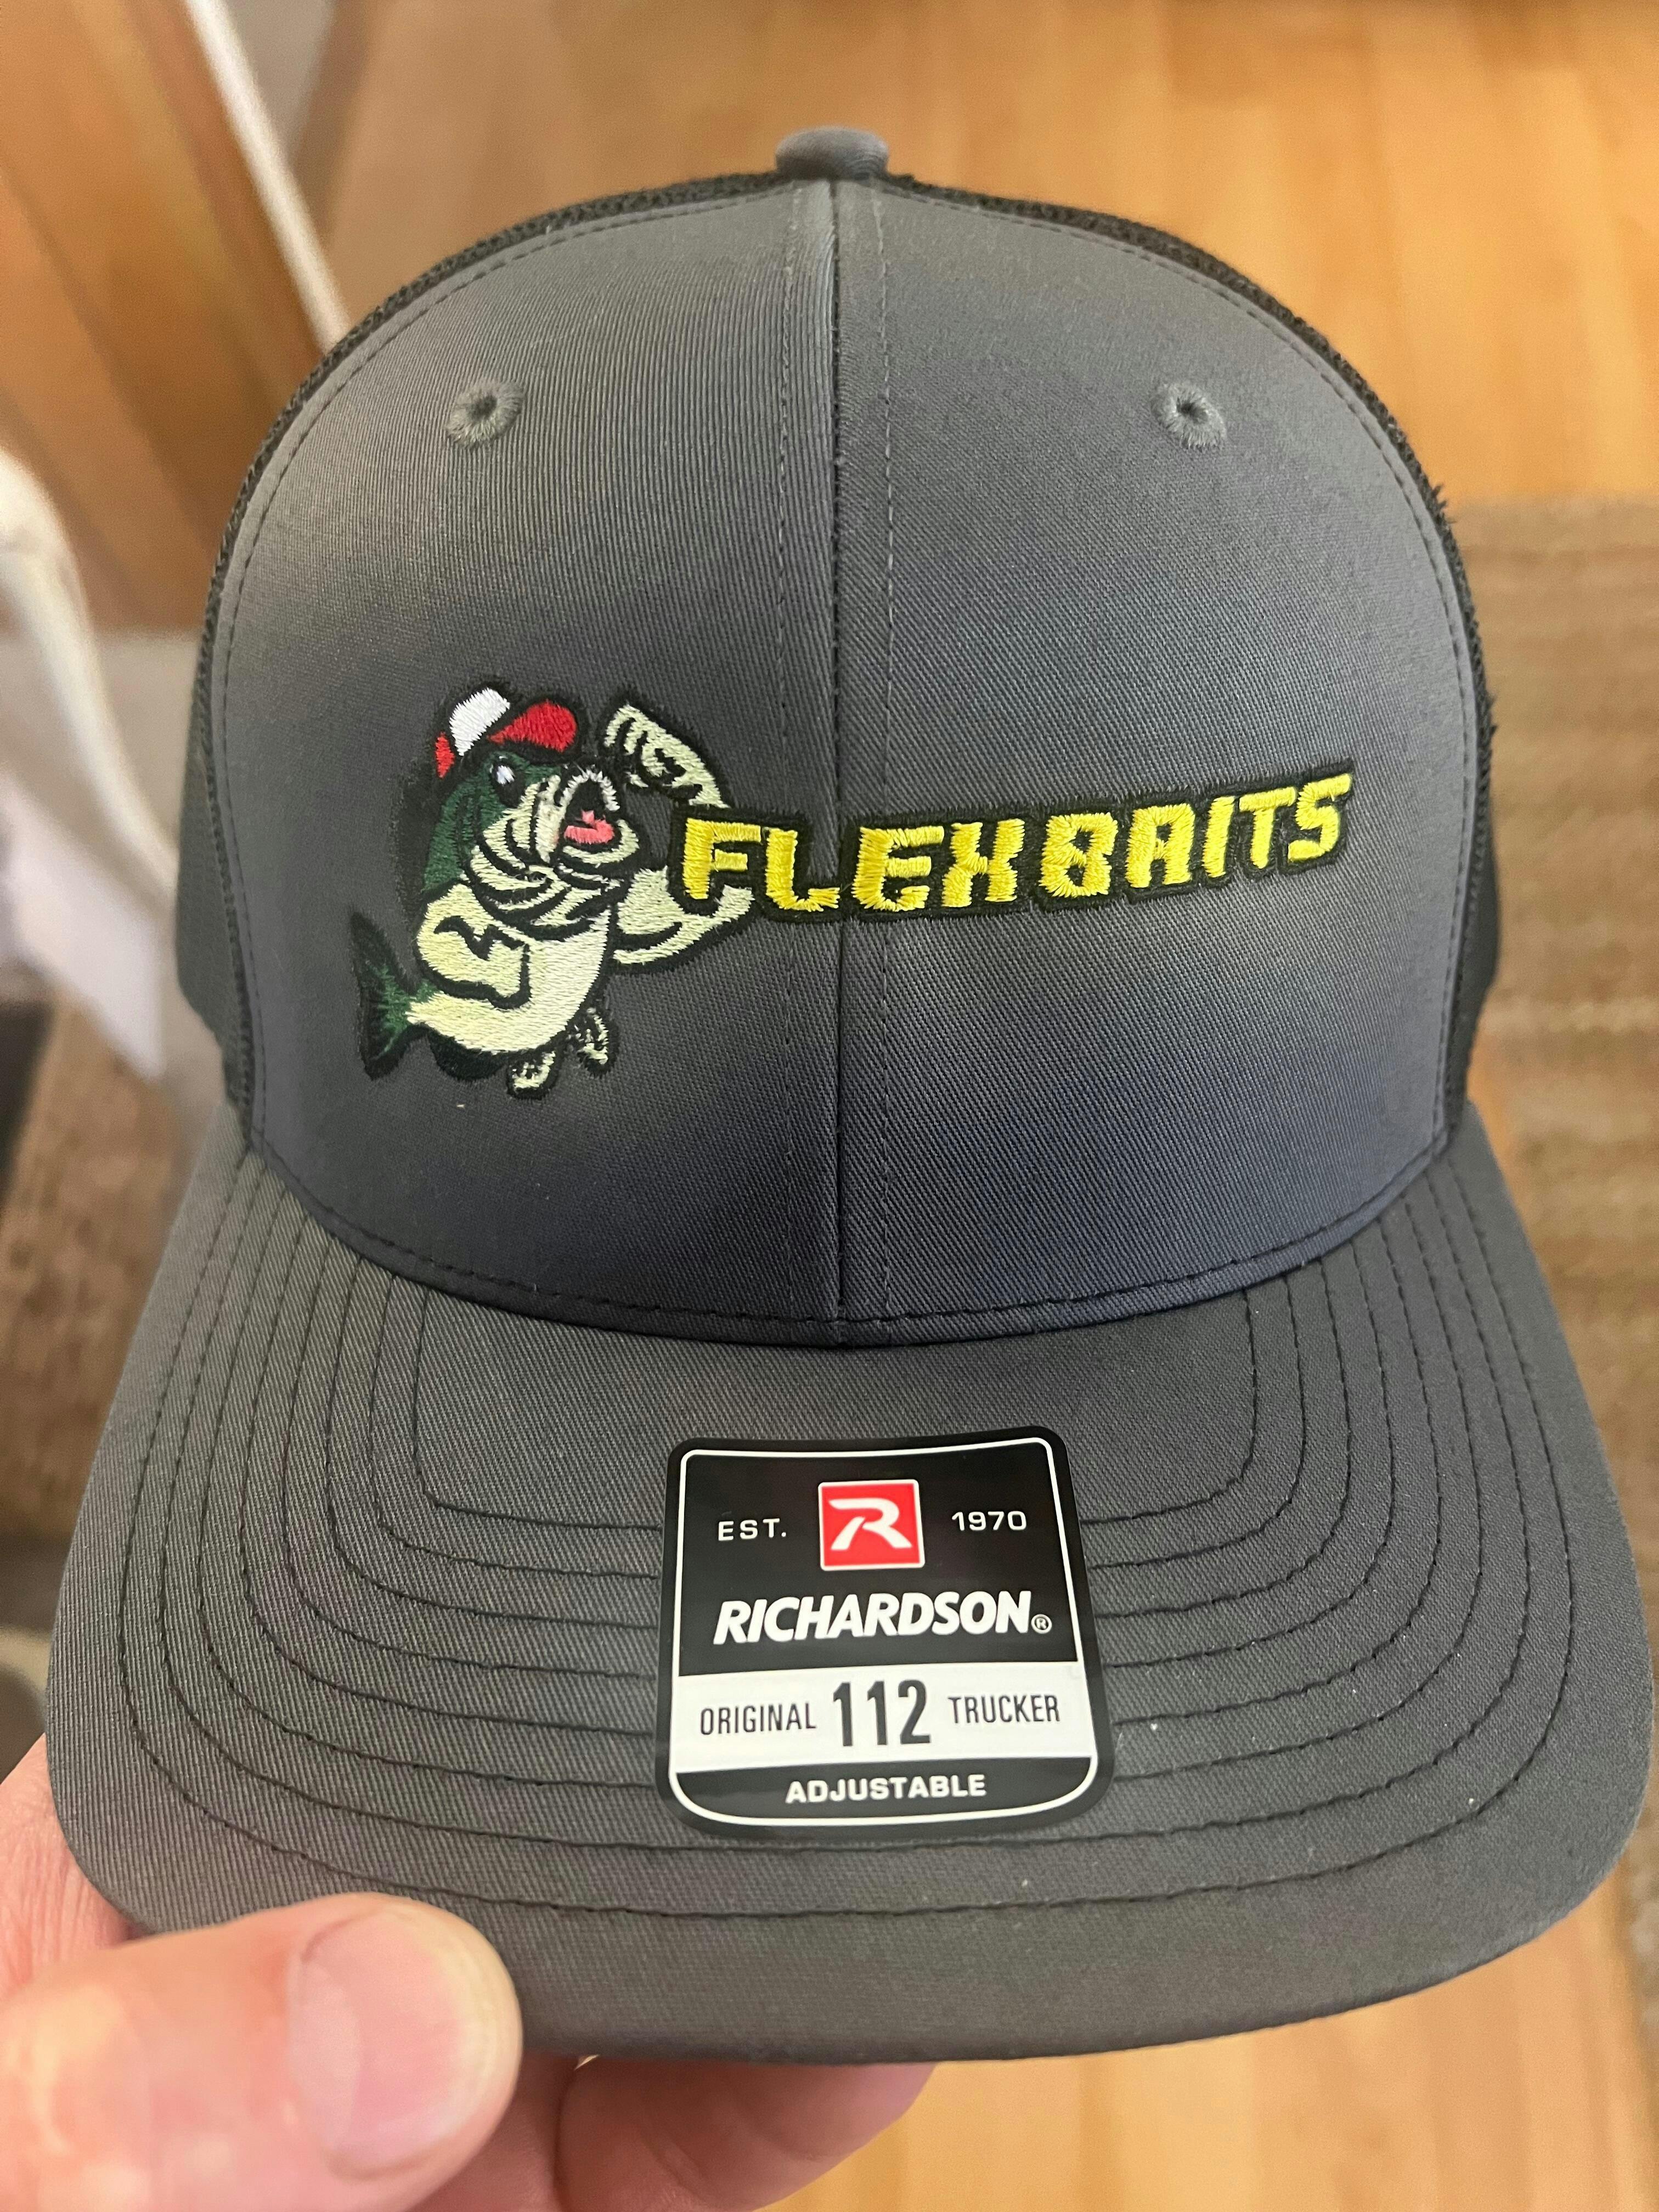 FLEXBAITS
EST. R 1970
RICHARDSON®
ORIGINAL 112 TRUCKER
ADJUSTABLE